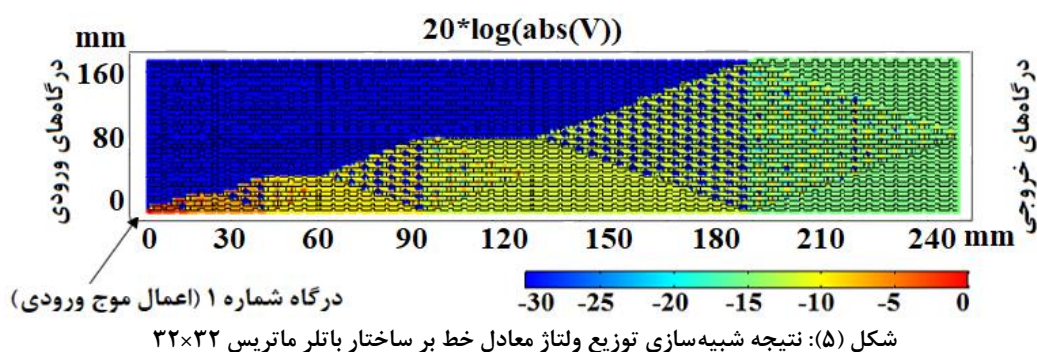 20*log(abs(V))
mm
160
80
0
درگاه‌های ورودی
درگاه‌های خروجی
0 30 60 90 120 150 180 210 240 mm
درگاه شماره ۱ (اعمال موج ورودی)
-30 -25 -20 -15 -10 -5 0
شکل (۵): نتیجه شبیه‌سازی توزیع ولتاژ معادل خط بر ساختار باتلر ماتریس ۳۲×۳۲